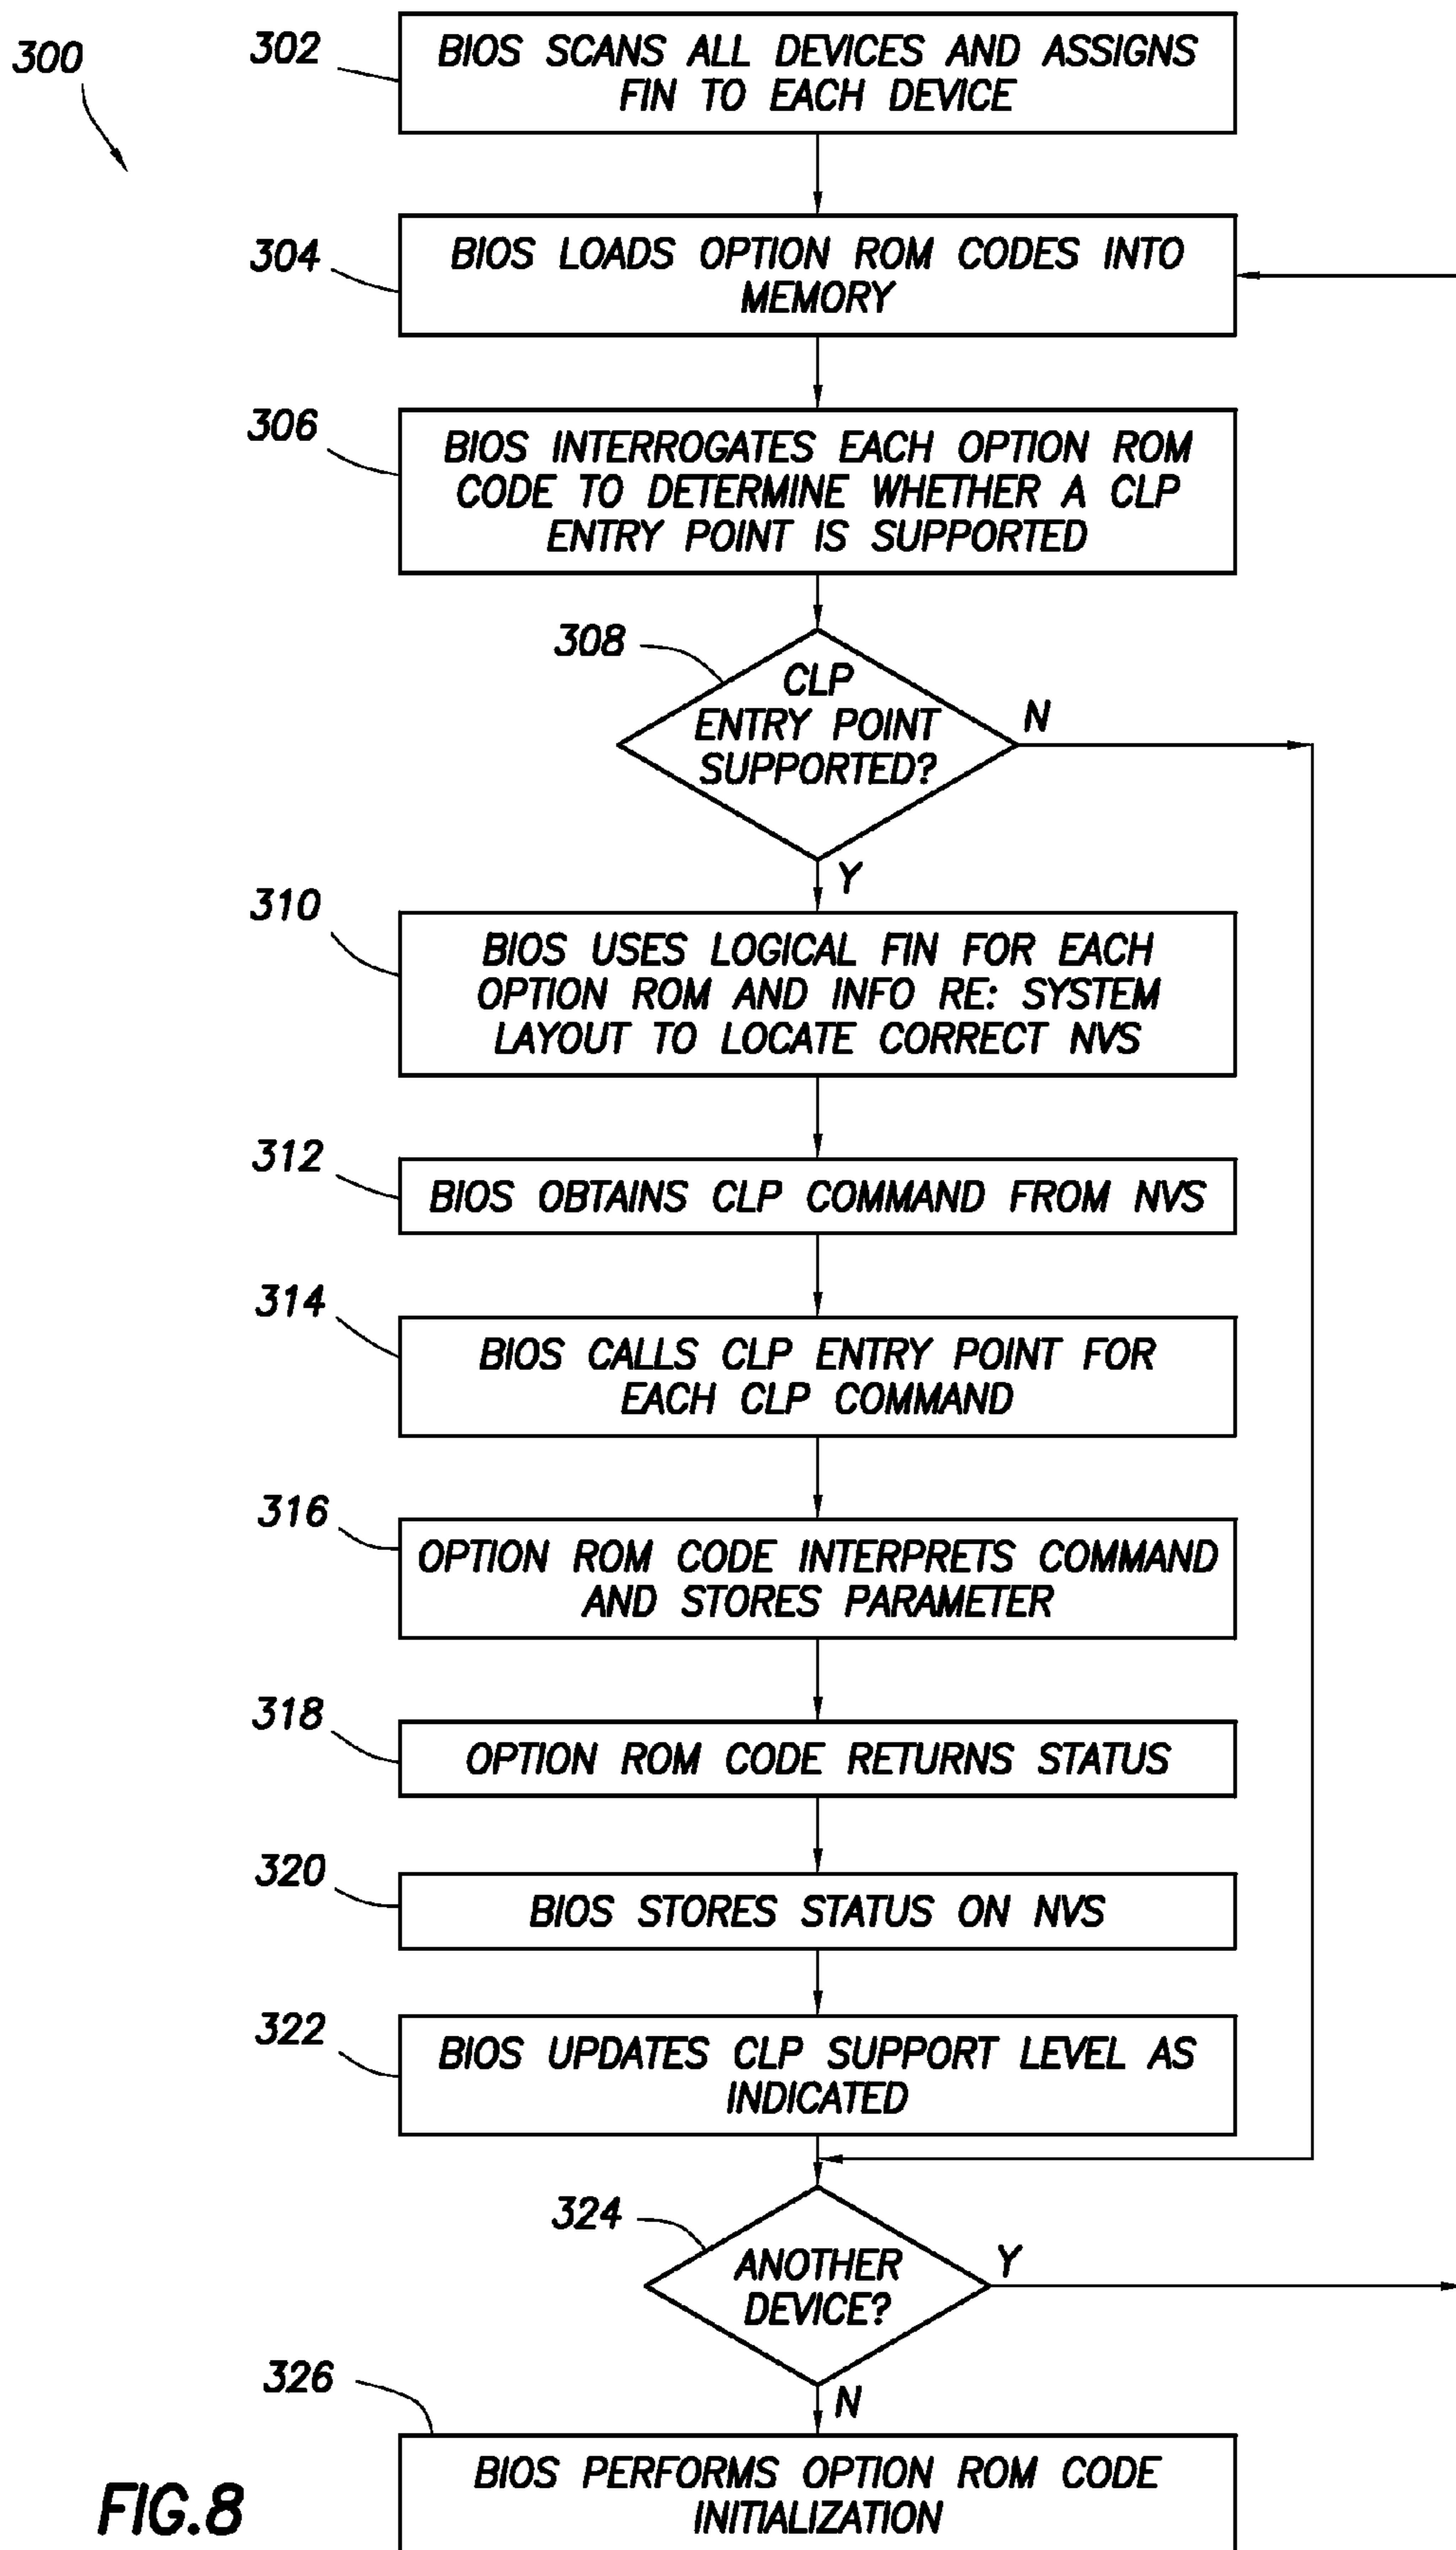 300
302
BIOS SCANS ALL DEVICES AND ASSIGNS
FIN TO EACH DEVICE
304
BIOS LOADS OPTION ROM CODES INTO
MEMORY
306
BIOS INTERROGATES EACH OPTION ROM
CODE TO DETERMINE WHETHER A CLP
ENTRY POINT IS SUPPORTED
308
CLP
ENTRY POINT
SUPPORTED?
N
Y
310
BIOS USES LOGICAL FIN FOR EACH
OPTION ROM AND INFO RE: SYSTEM
LAYOUT TO LOCATE CORRECT NVS
312
BIOS OBTAINS CLP COMMAND FROM NVS
314
BIOS CALLS CLP ENTRY POINT FOR
EACH CLP COMMAND
316
OPTION ROM CODE INTERPRETS COMMAND
AND STORES PARAMETER
318
OPTION ROM CODE RETURNS STATUS
320
BIOS STORES STATUS ON NVS
322
BIOS UPDATES CLP SUPPORT LEVEL AS
INDICATED
324
ANOTHER
DEVICE?
Y
N
326
BIOS PERFORMS OPTION ROM CODE
INITIALIZATION
FIG.8